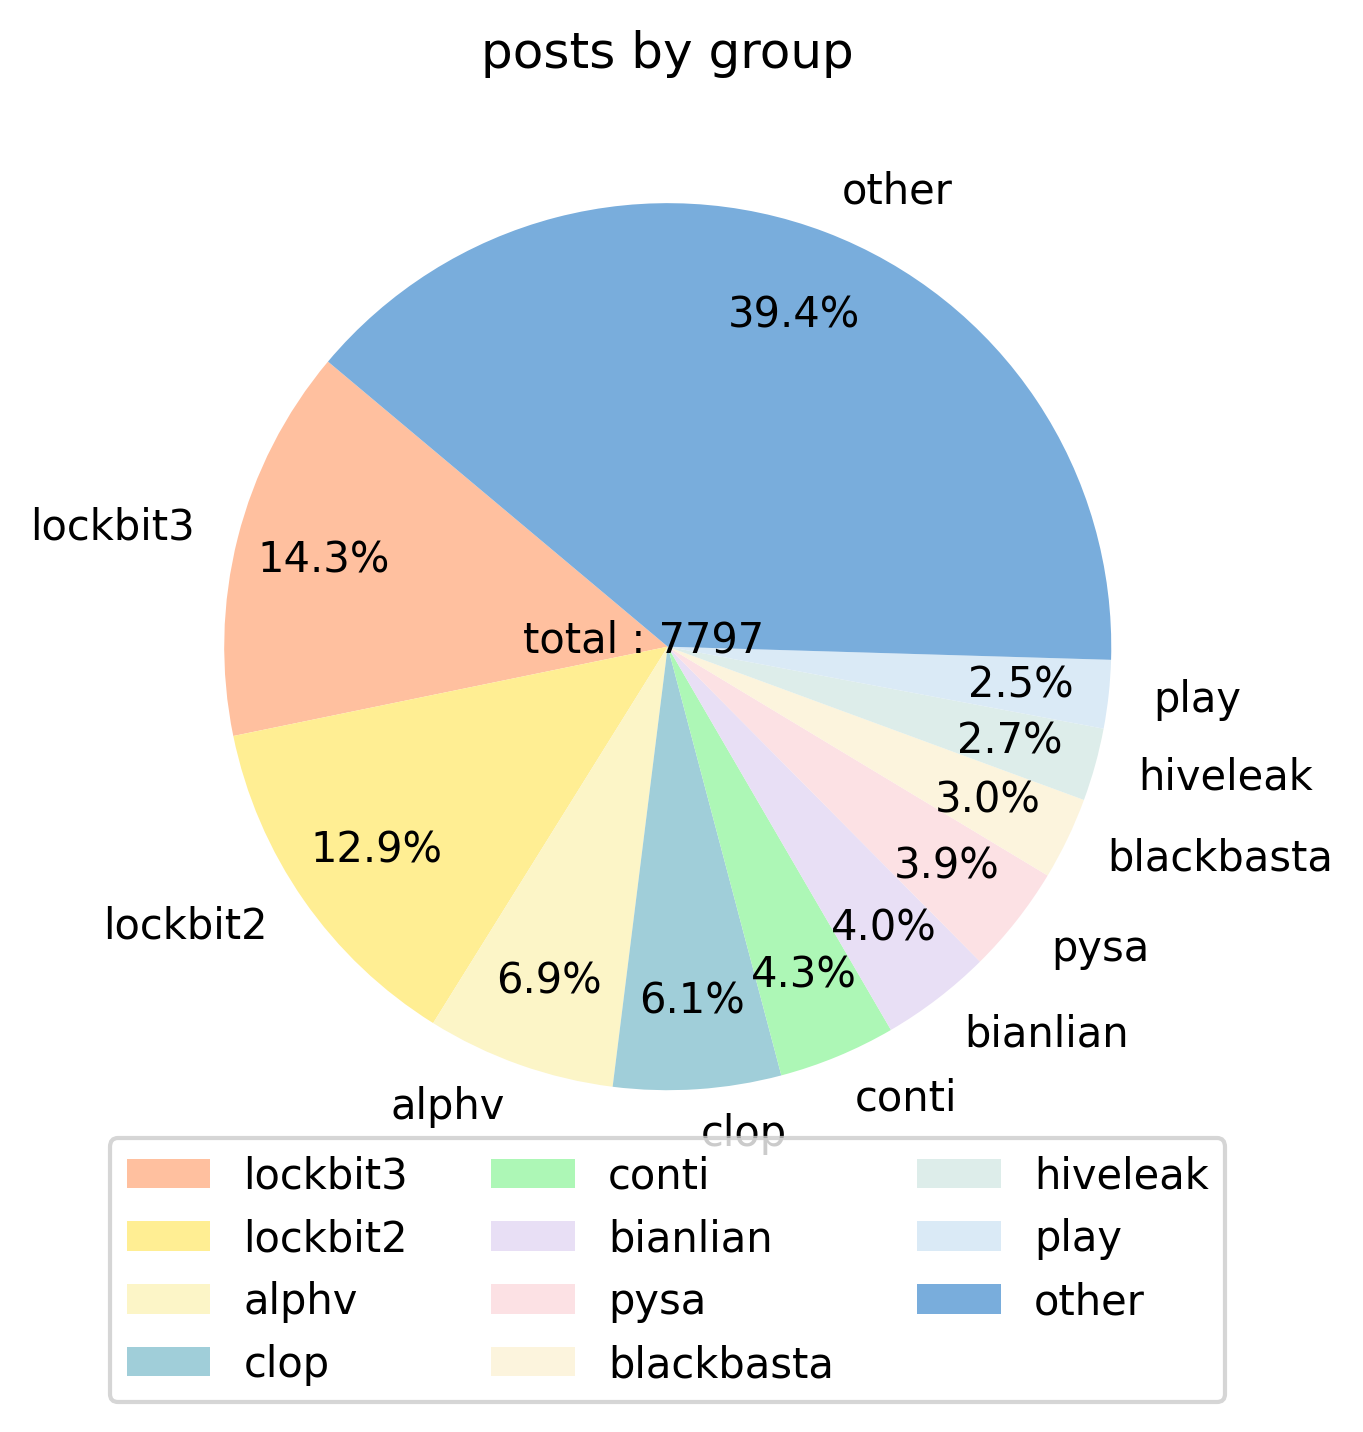 posts by group
other
39.4%
lockbit3
14.3%
total : 7797
2.5%
play
2.7%
hiveleak
3.0%
blackbasta
12.9%
3.9%
lockbit2
4.0%
pysa
6.9%
4.3%
6.1%
bianlian
alphv
conti
clop
lockbit3
lockbit2
alphv
clop
conti
bianlian
pysa
blackbasta
hiveleak
play
other